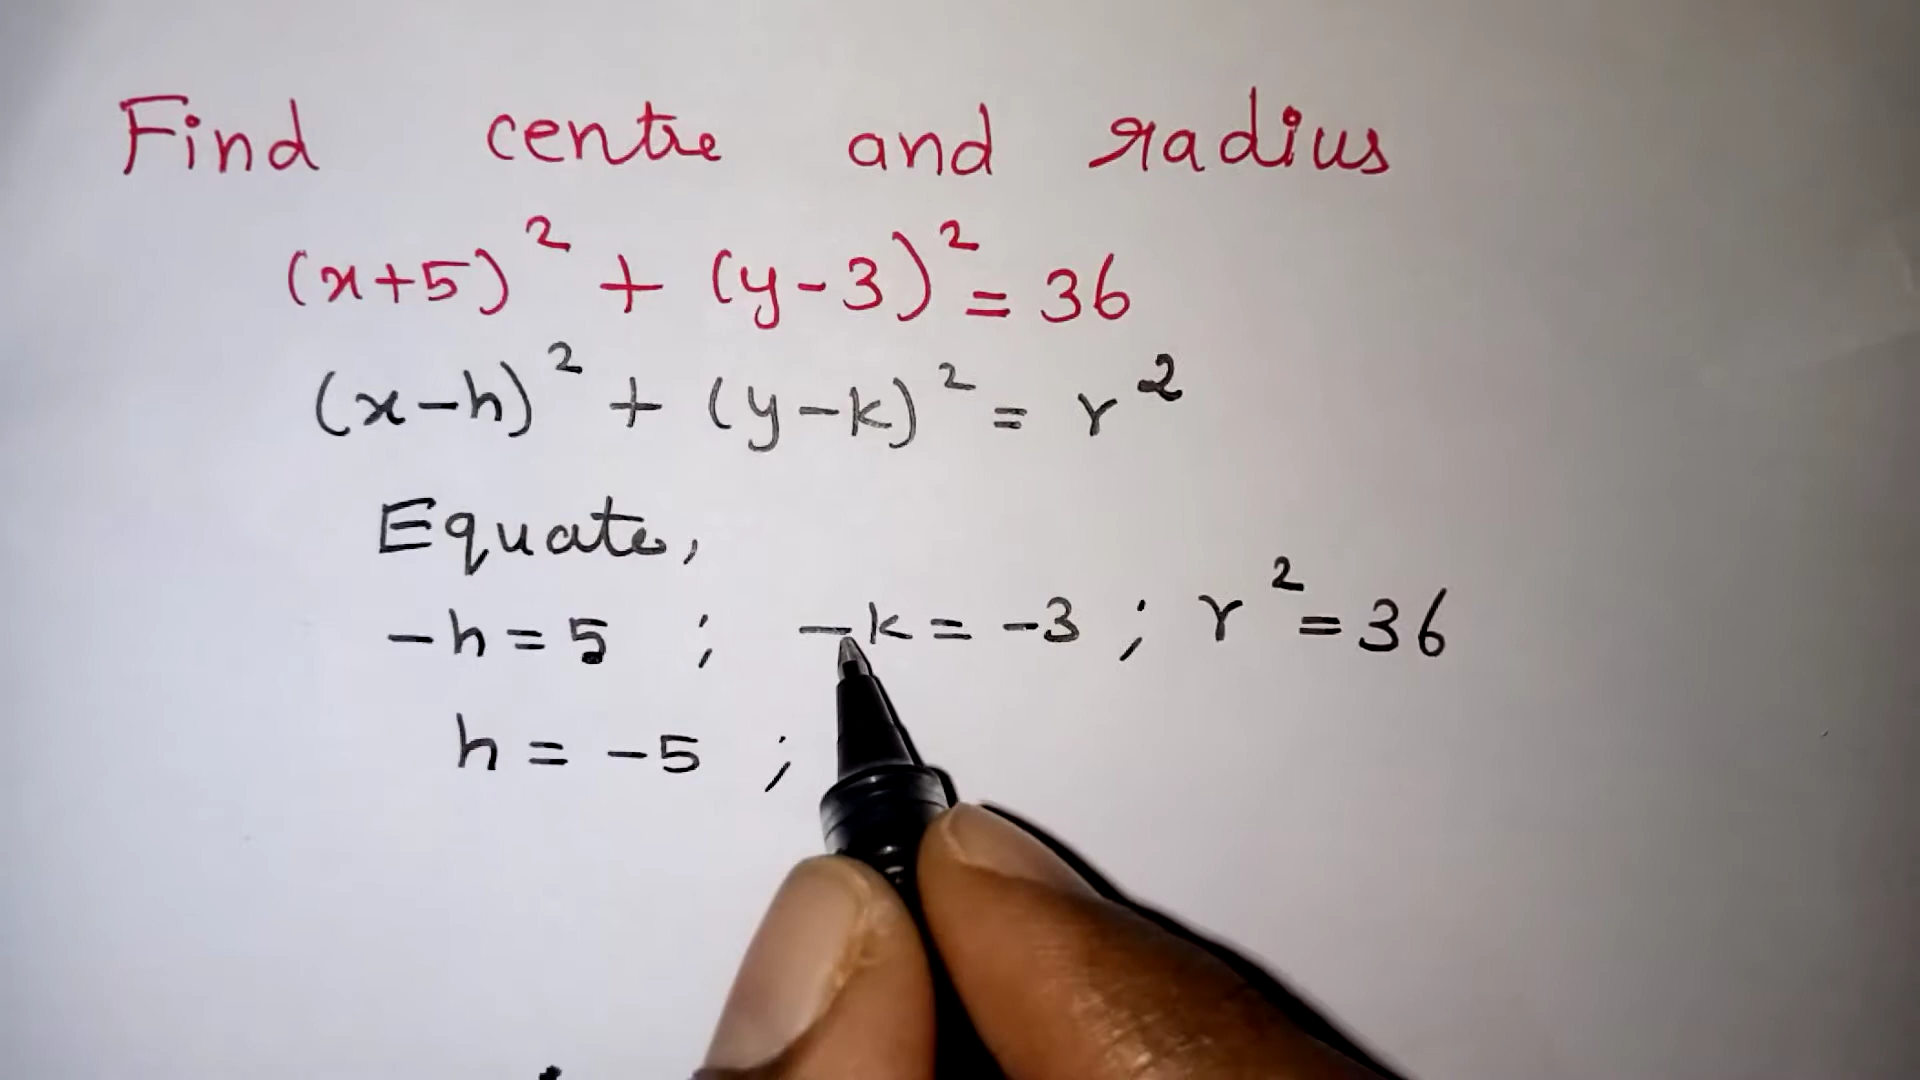 Find centre and radius
(x+5)² + (y-3)² = 36
(x-h)² + (y-k)² = r²
Equate,
-h = 5 ; -k = -3 ; r² = 36
h = -5 ;